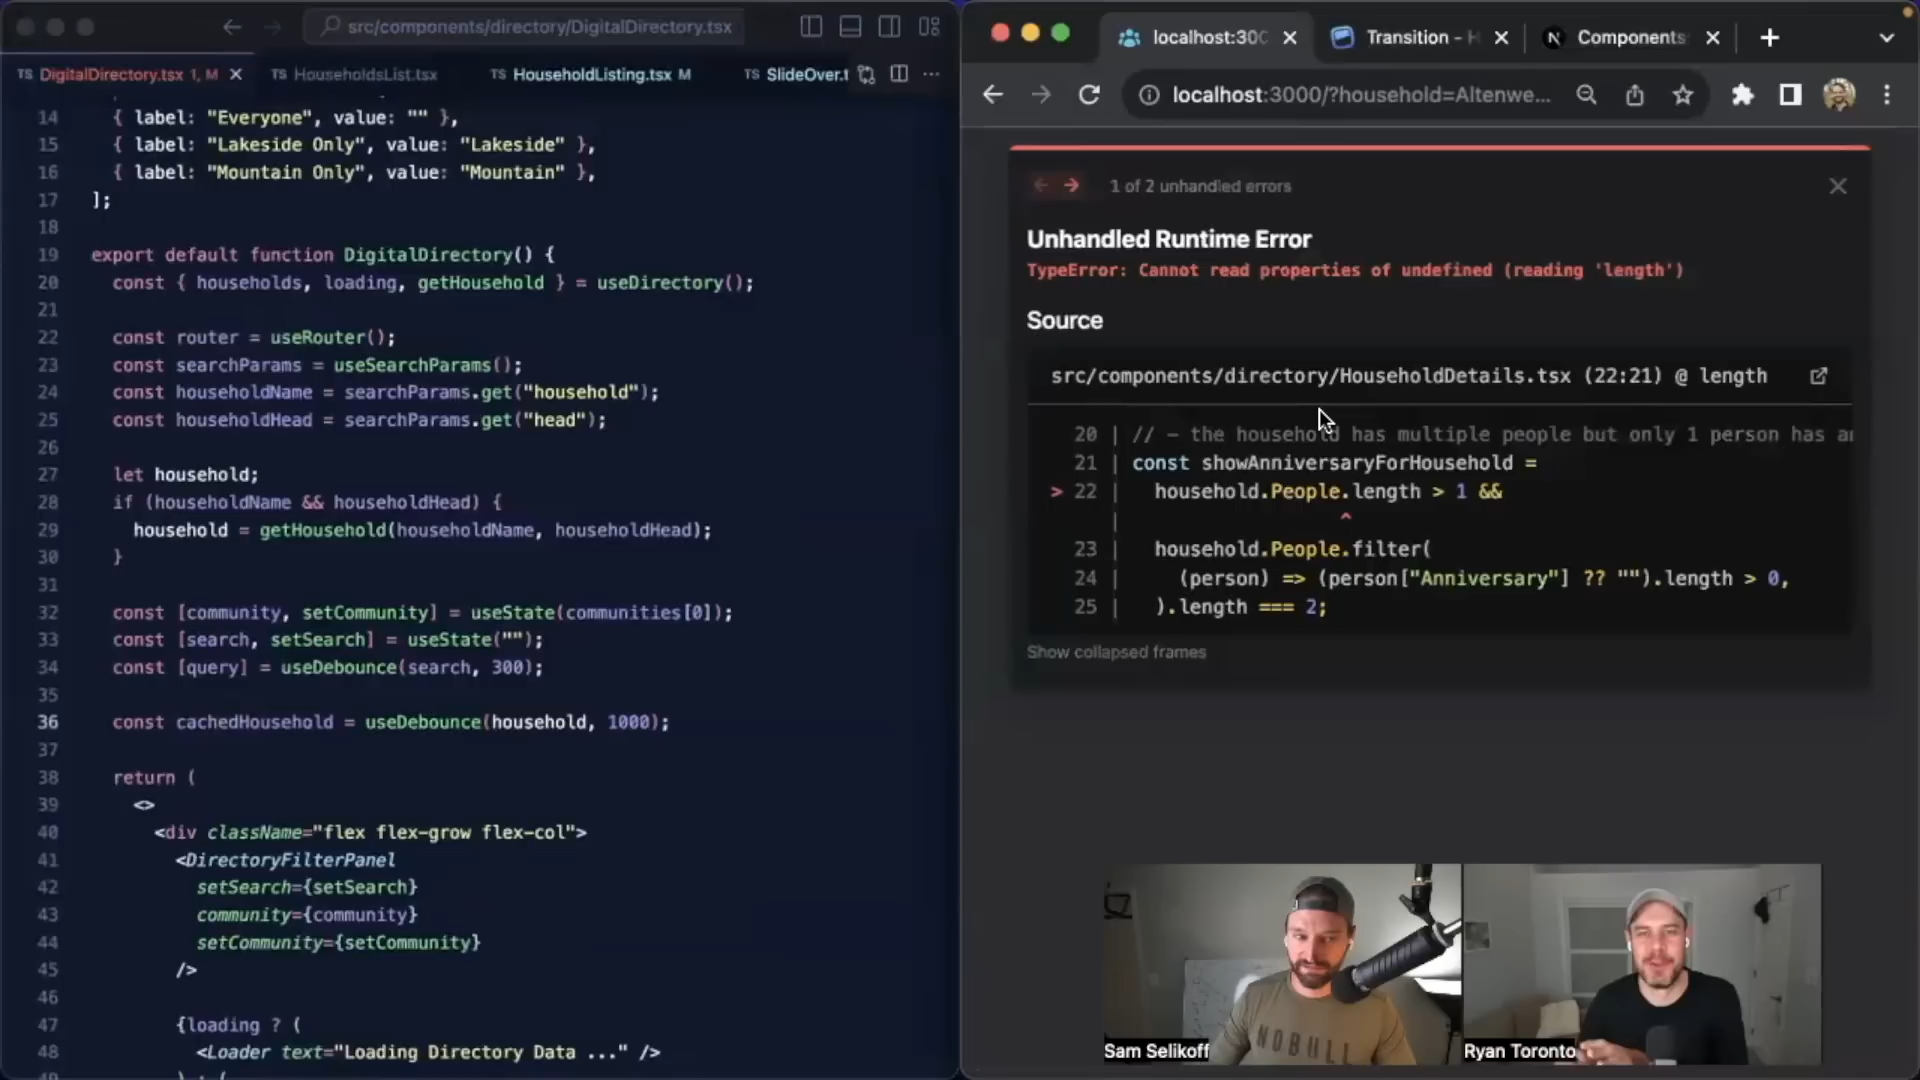 src/components/directory/DigitalDirectory.tsx
TS DigitalDirectory.tsx 1, M
TS HouseholdsList.tsx
TS HouseholdListing.tsx M
TS SlideOver.t
14 { label: "Everyone", value: "" },
15 { label: "Lakeside Only", value: "Lakeside" },
16 { label: "Mountain Only", value: "Mountain" },
17 ];
18
19 export default function DigitalDirectory() {
20 const { households, loading, getHousehold } = useDirectory();
21
22 const router = useRouter();
23 const searchParams = useSearchParams();
24 const householdName = searchParams.get("household");
25 const householdHead = searchParams.get("head");
26
27 let household;
28 if (householdName && householdHead) {
29 household = getHousehold(householdName, householdHead);
30 }
31
32 const [community, setCommunity] = useState(communities[0]);
33 const [search, setSearch] = useState("");
34 const [query] = useDebounce(search, 300);
35
36 const cachedHousehold = useDebounce(household, 1000);
37
38 return (
39 <>
40 <div className="flex flex-grow flex-col">
41 <DirectoryFilterPanel
42 setSearch={setSearch}
43 community={community}
44 setCommunity={setCommunity}
45 />
46
47 {loading ? (
48 <Loader text="Loading Directory Data ..." />
localhost:300
Transition - H
N Components
localhost:3000/?household=Altenwe...
1 of 2 unhandled errors
Unhandled Runtime Error
TypeError: Cannot read properties of undefined (reading 'length')
Source
src/components/directory/HouseholdDetails.tsx (22:21) @ length
20 | // - the household has multiple people but only 1 person has an
21 | const showAnniversaryForHousehold =
> 22 | household.People.length > 1 &&
| ^
23 | household.People.filter(
24 | (person) => (person["Anniversary"] ?? "").length > 0,
25 | ).length === 2;
Show collapsed frames
NOBULL
Sam Selikoff
Ryan Toronto